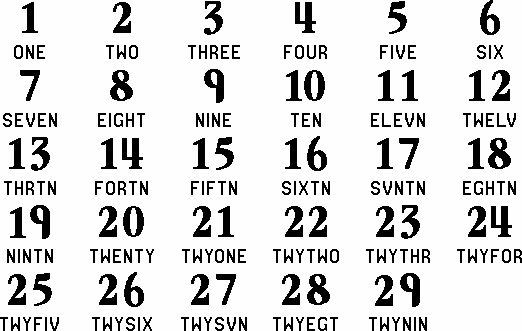 1 2 3 4 5 6
ONE TWO THREE FOUR FIVE SIX
7 8 9 10 11 12
SEVEN EIGHT NINE TEN ELEVN TWELV
13 14 15 16 17 18
THRTN FORTN FIFTN SIXTN SVNTN EGHTN
19 20 21 22 23 24
NINTN TWENTY TWYONE TWYTWO TWYTHR TWYFOR
25 26 27 28 29
TWYFIV TWYSIX TWYSVN TWYEGT TWYNIN